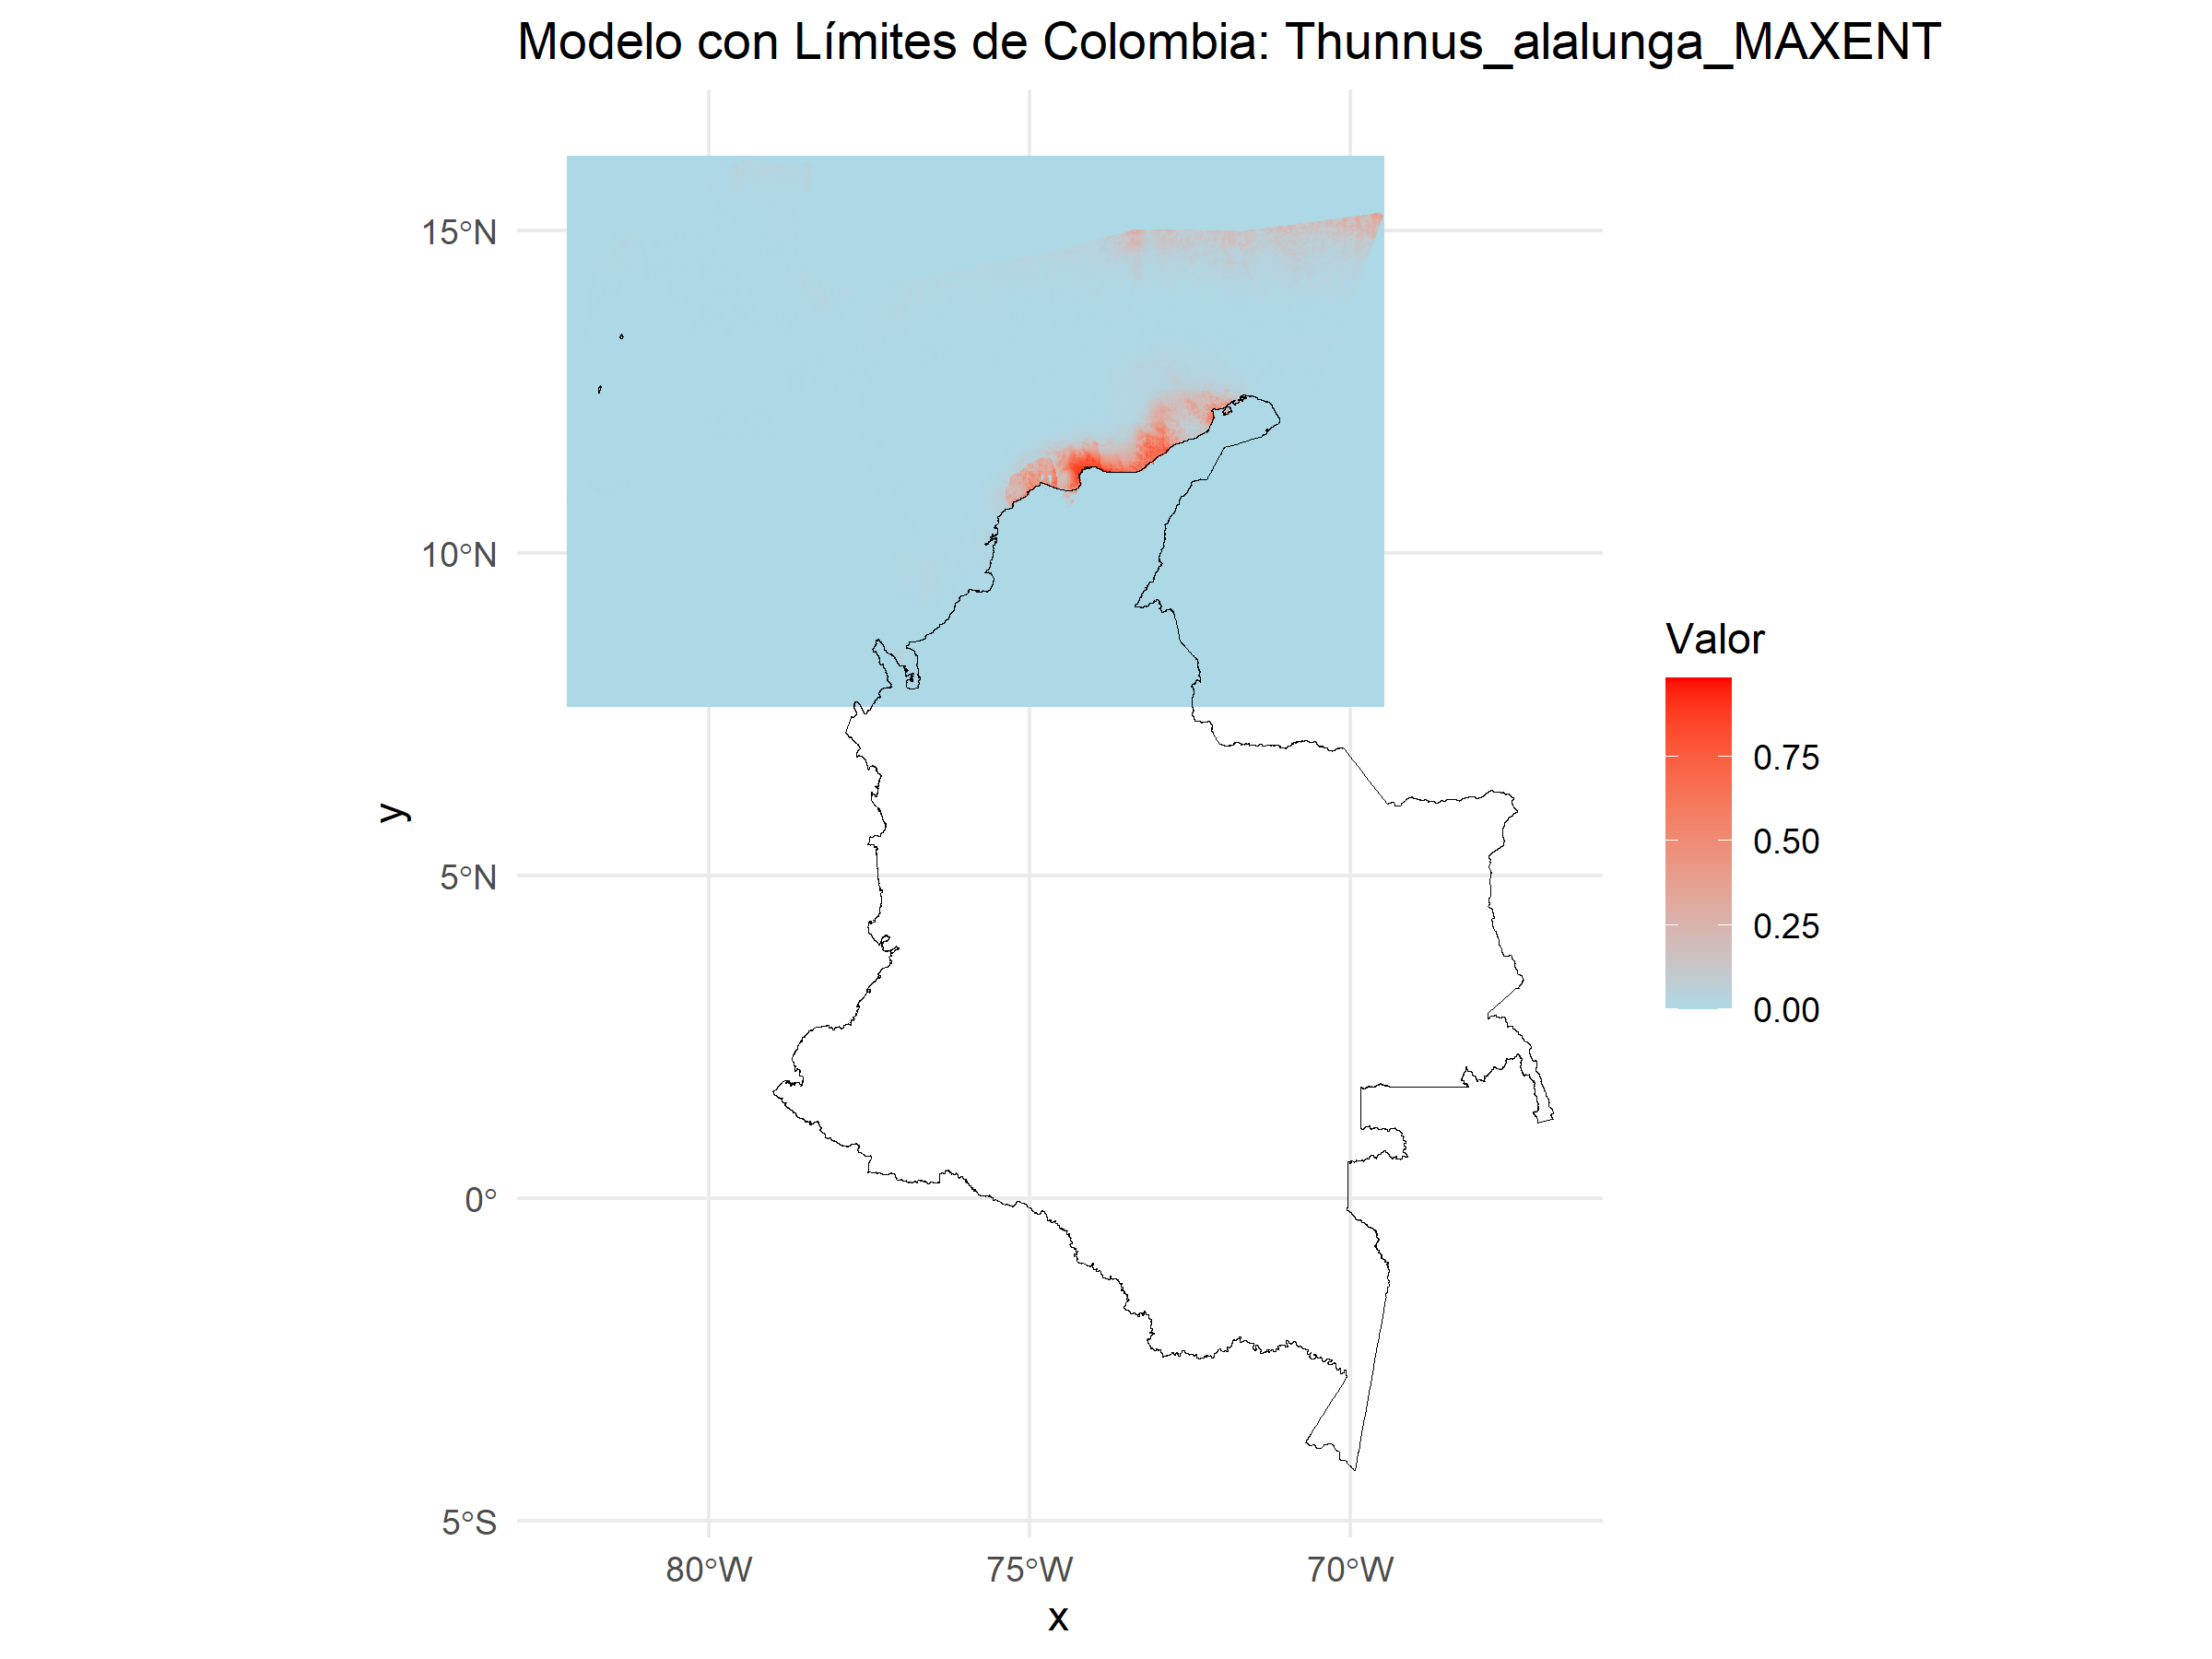 Modelo con Límites de Colombia: Thunnus_alalunga_MAXENT
15°N
10°N
5°N
0°
5°S
y
80°W
75°W
70°W
x
Valor
0.75
0.50
0.25
0.00